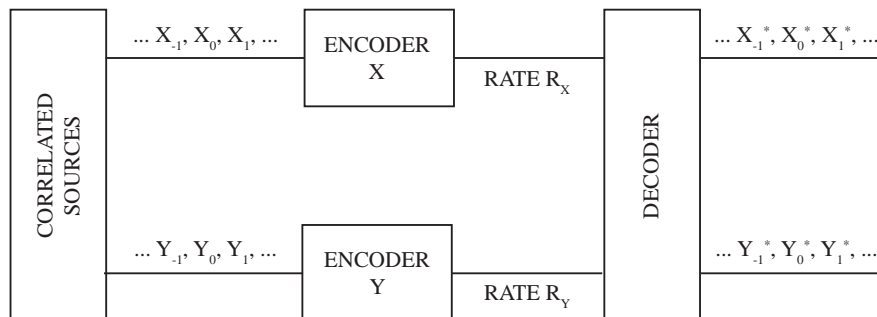 ... X₋₁, X₀, X₁, ...
ENCODER
X
RATE Rₓ
... X₋₁*, X₀*, X₁*, ...
CORRELATED
SOURCES
DECODER
... Y₋₁, Y₀, Y₁, ...
ENCODER
Y
RATE R_Y
... Y₋₁*, Y₀*, Y₁*, ...